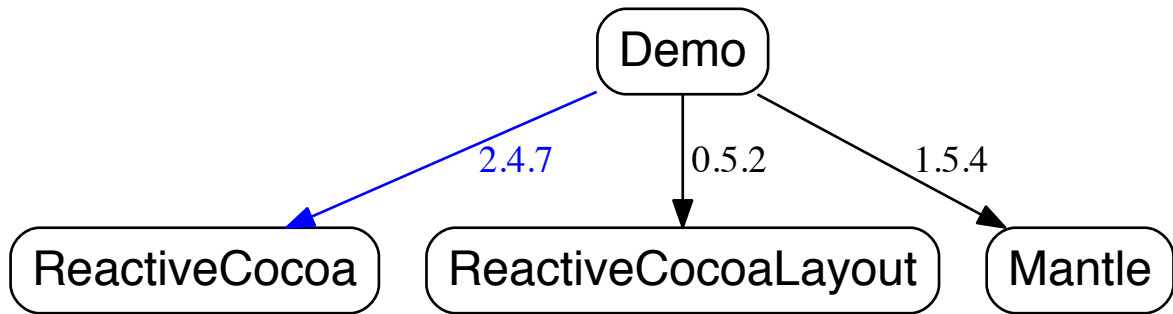 Demo
2.4.7
0.5.2
1.5.4
ReactiveCocoa
ReactiveCocoaLayout
Mantle